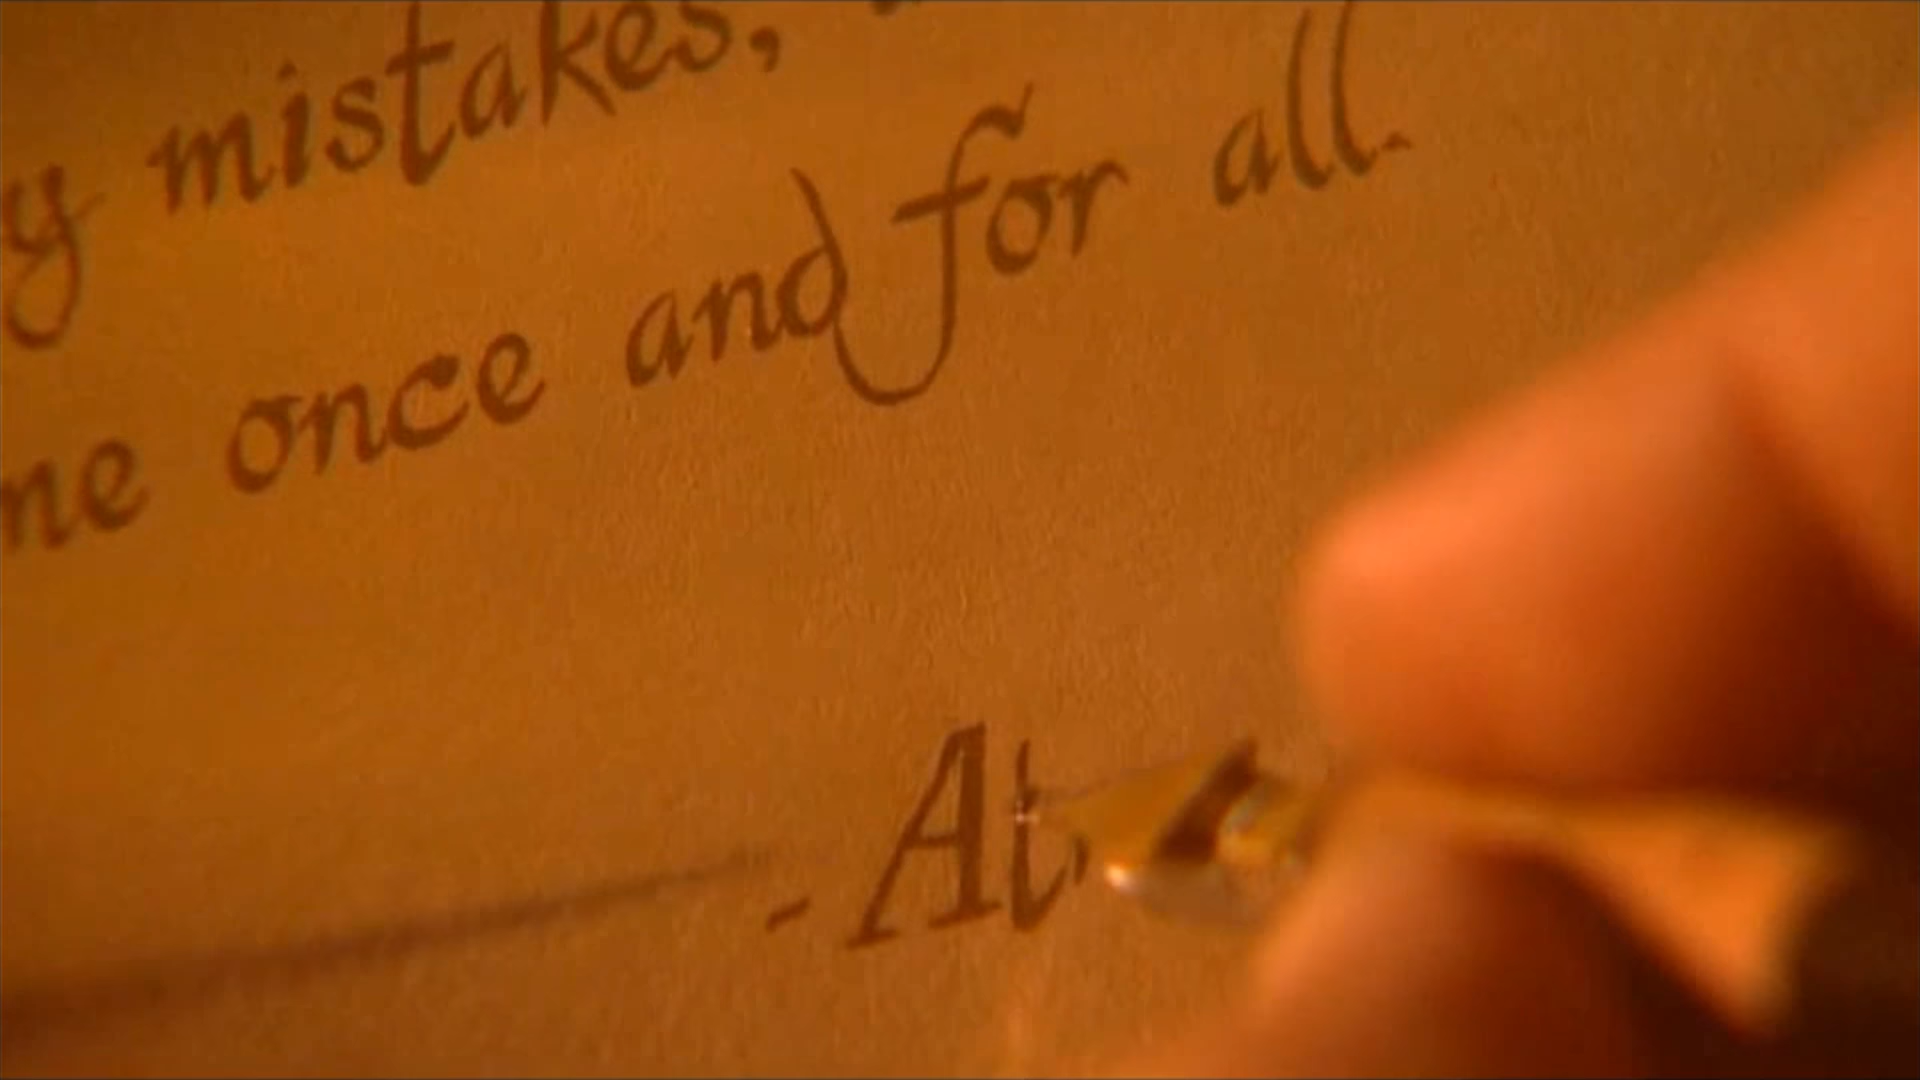 mistakes,
once and for all.
- At